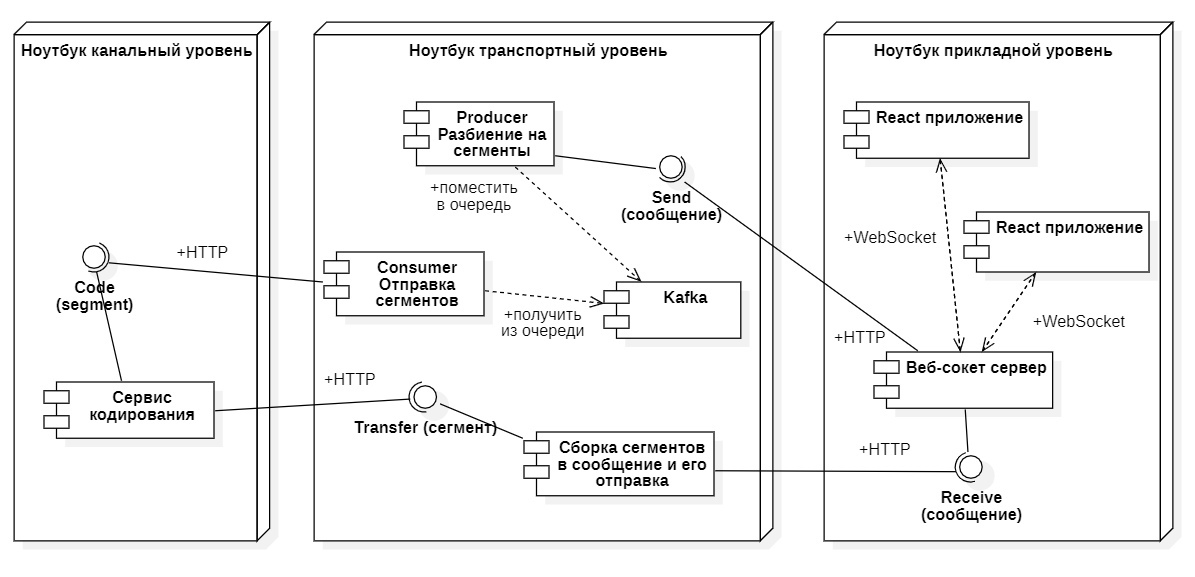 Ноутбук канальный уровень
+HTTP
Code
(segment)
Сервис
кодирования
Ноутбук транспортный уровень
Producer
Разбиение на
сегменты
+поместить
в очередь
Send
(сообщение)
Consumer
Отправка
сегментов
+получить
из очереди
Kafka
+HTTP
Transfer (сегмент)
Сборка сегментов
в сообщение и его
отправка
Ноутбук прикладной уровень
React приложение
React приложение
+WebSocket
+WebSocket
+HTTP
Веб-сокет сервер
+HTTP
Receive
(сообщение)